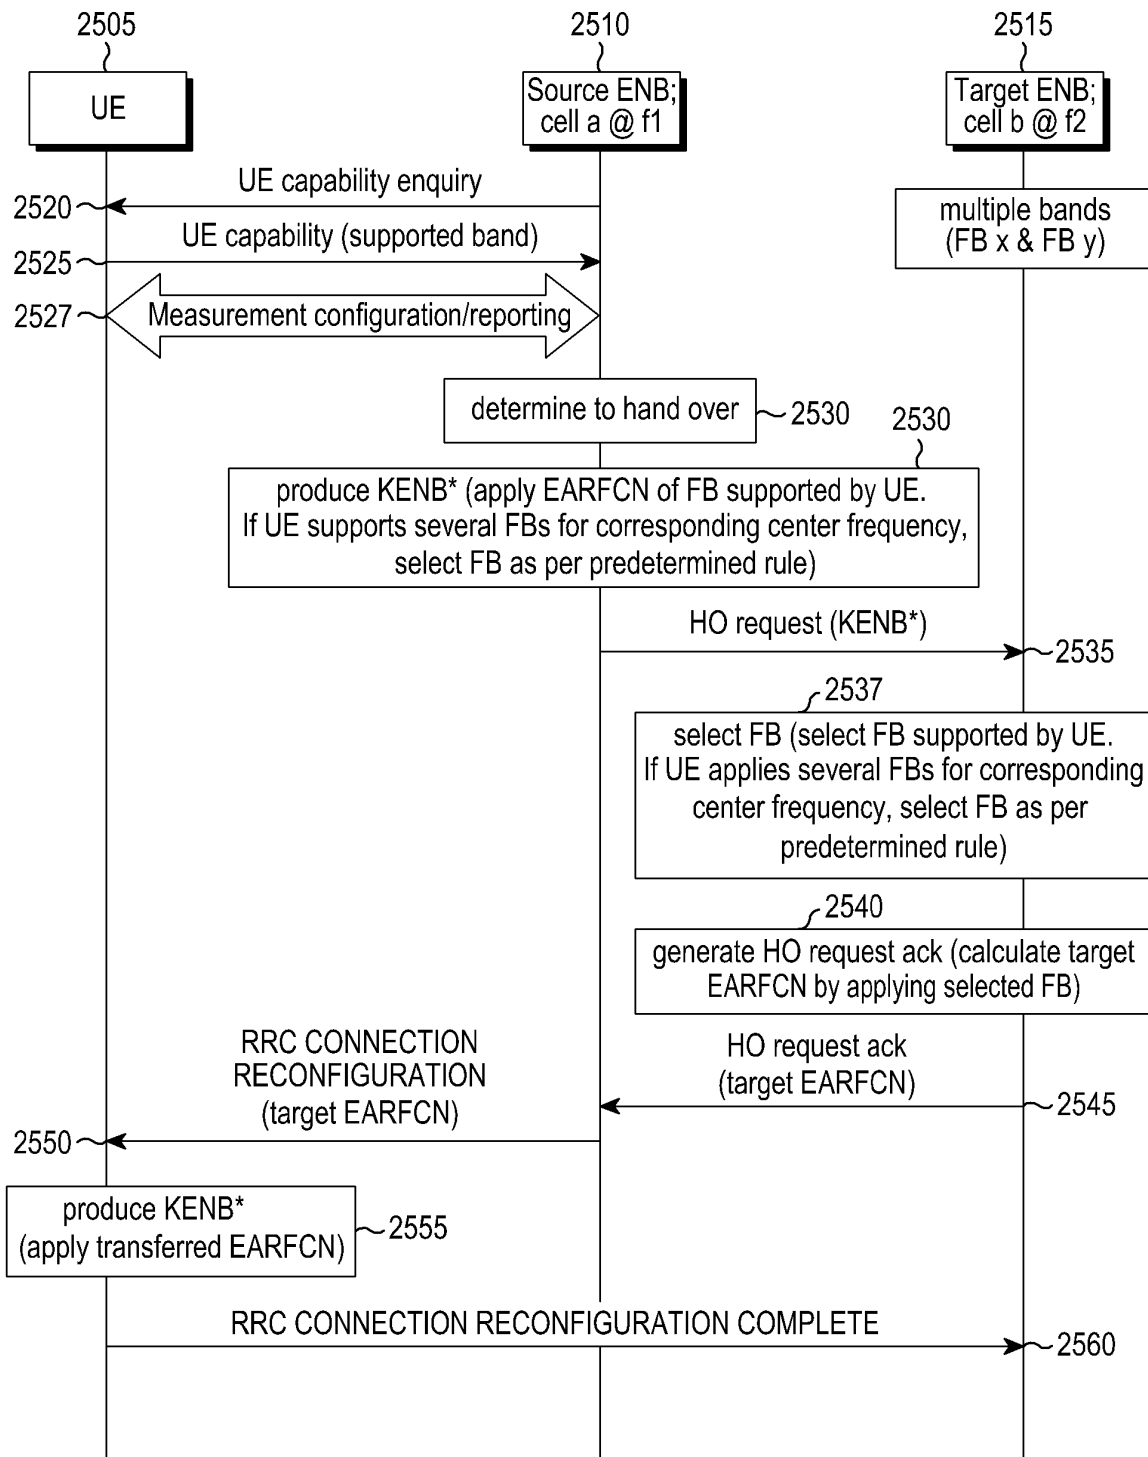 2505
2510
2515
UE
Source ENB;
cell a @ f1
Target ENB;
cell b @ f2
UE capability enquiry
2520
multiple bands
(FB x & FB y)
UE capability (supported band)
2525
Measurement configuration/reporting
2527
determine to hand over
2530
2530
produce KENB* (apply EARFCN of FB supported by UE.
If UE supports several FBs for corresponding center frequency,
select FB as per predetermined rule)
HO request (KENB*)
2535
2537
select FB (select FB supported by UE.
If UE applies several FBs for corresponding
center frequency, select FB as per
predetermined rule)
2540
generate HO request ack (calculate target
EARFCN by applying selected FB)
HO request ack
(target EARFCN)
2545
RRC CONNECTION
RECONFIGURATION
(target EARFCN)
2550
produce KENB*
(apply transferred EARFCN)
2555
RRC CONNECTION RECONFIGURATION COMPLETE
2560